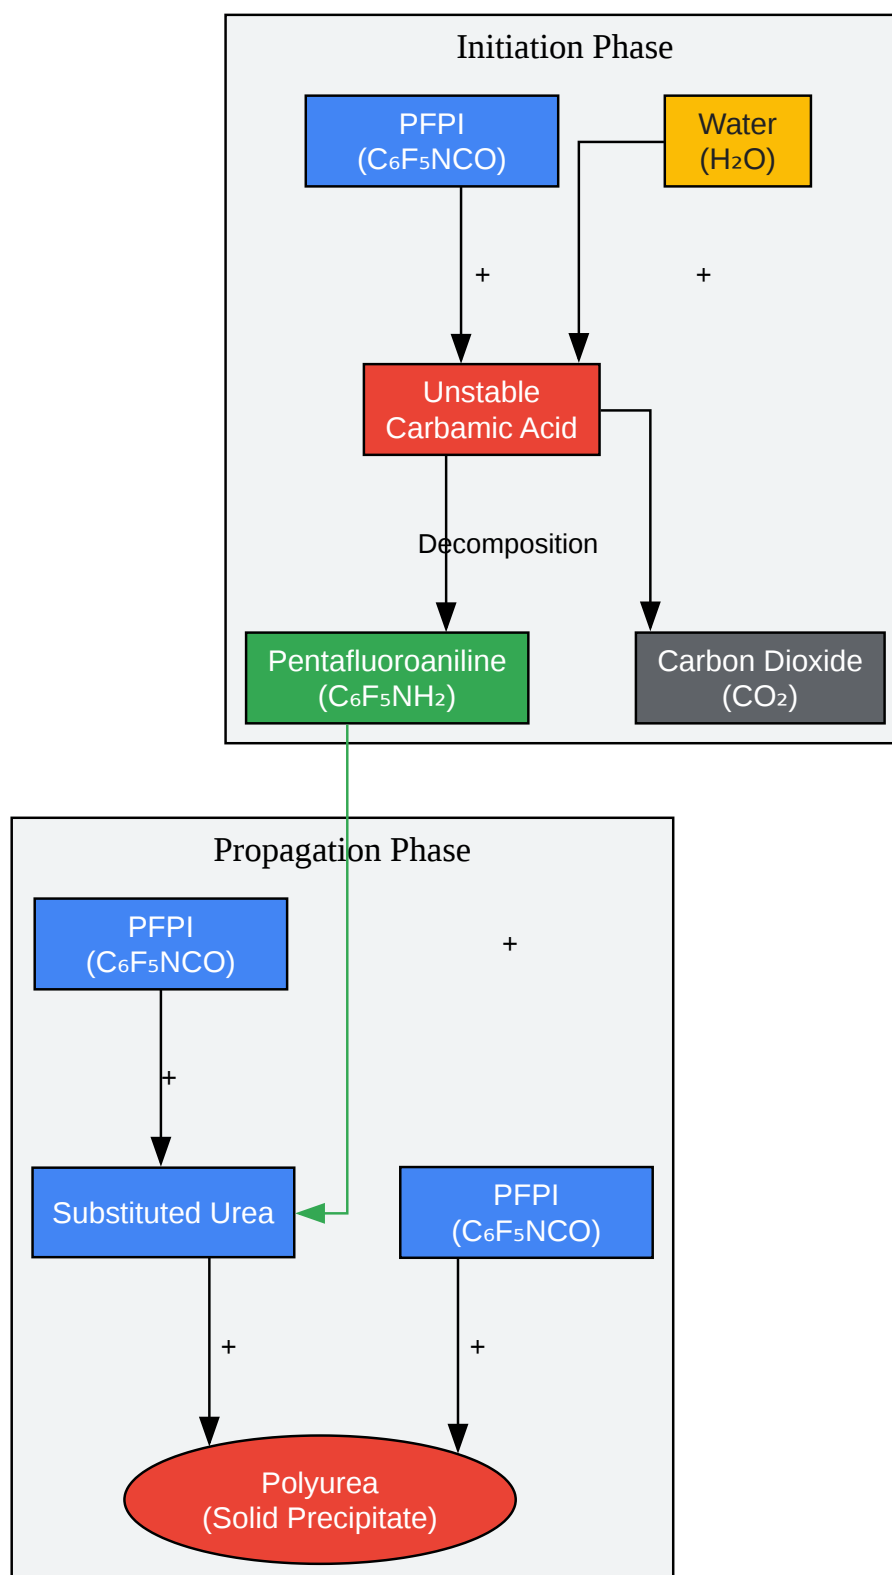 Initiation Phase
PFPI
(C₆F₅NCO)
Water
(H₂O)
+
+
Unstable
Carbamic Acid
Decomposition
Pentafluoroaniline
(C₆F₅NH₂)
Carbon Dioxide
(CO₂)
Propagation Phase
PFPI
(C₆F₅NCO)
+
+
Substituted Urea
PFPI
(C₆F₅NCO)
+
+
Polyurea
(Solid Precipitate)